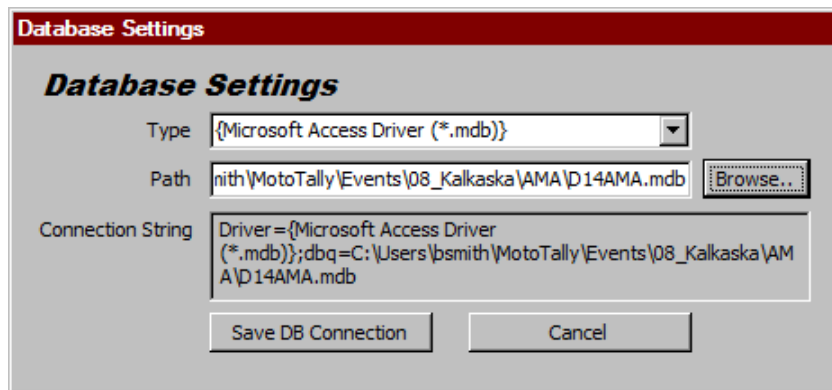 Database Settings
Database Settings
Type {Microsoft Access Driver (*.mdb)}
Path nith\MotoTally\Events\08_Kalkaska\AMA\D14AMA.mdb Browse..
Connection String Driver={Microsoft Access Driver
(*.mdb)};dbq=C:\Users\bsmith\MotoTally\Events\08_Kalkaska\AM
A\D14AMA.mdb
Save DB Connection Cancel